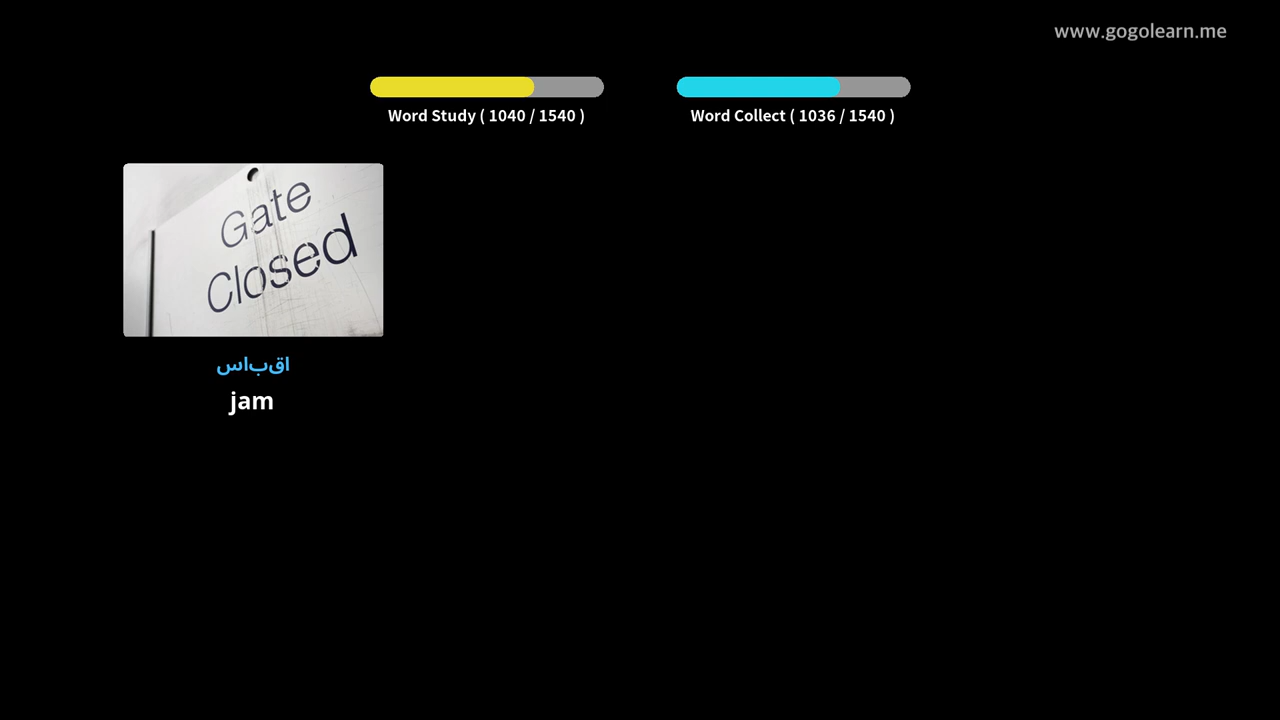 www.gogolearn.me
Word Study ( 1040 / 1540 )
Word Collect ( 1036 / 1540 )
Gate
Closed
اقباس
jam